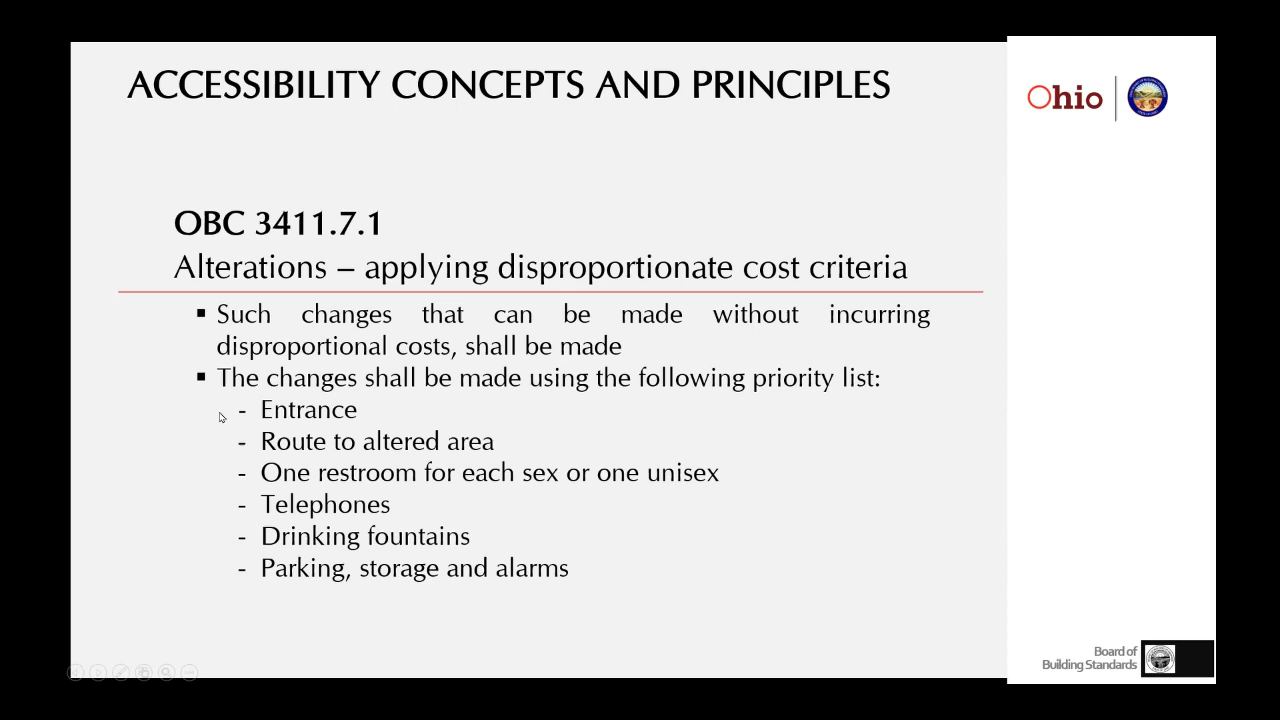 ACCESSIBILITY CONCEPTS AND PRINCIPLES
Ohio
OBC 3411.7.1
Alterations – applying disproportionate cost criteria
▪ Such changes that can be made without incurring
disproportional costs, shall be made
▪ The changes shall be made using the following priority list:
- Entrance
- Route to altered area
- One restroom for each sex or one unisex
- Telephones
- Drinking fountains
- Parking, storage and alarms
Board of
Building Standards